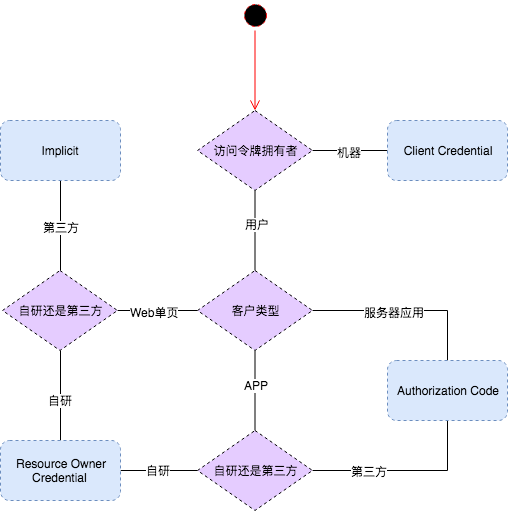 Implicit
访问令牌拥有者
机器
Client Credential
第三方
用户
自研还是第三方
Web单页
客户类型
服务器应用
自研
APP
Authorization Code
Resource Owner
Credential
自研
自研还是第三方
第三方